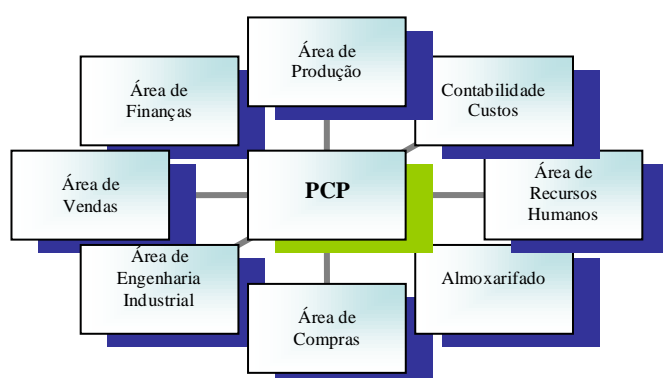 Área de
Produção
Área de
Finanças
Contabilidade
Custos
Área de
Vendas
PCP
Área de
Recursos
Humanos
Área de
Engenharia
Industrial
Almoxarifado
Área de
Compras